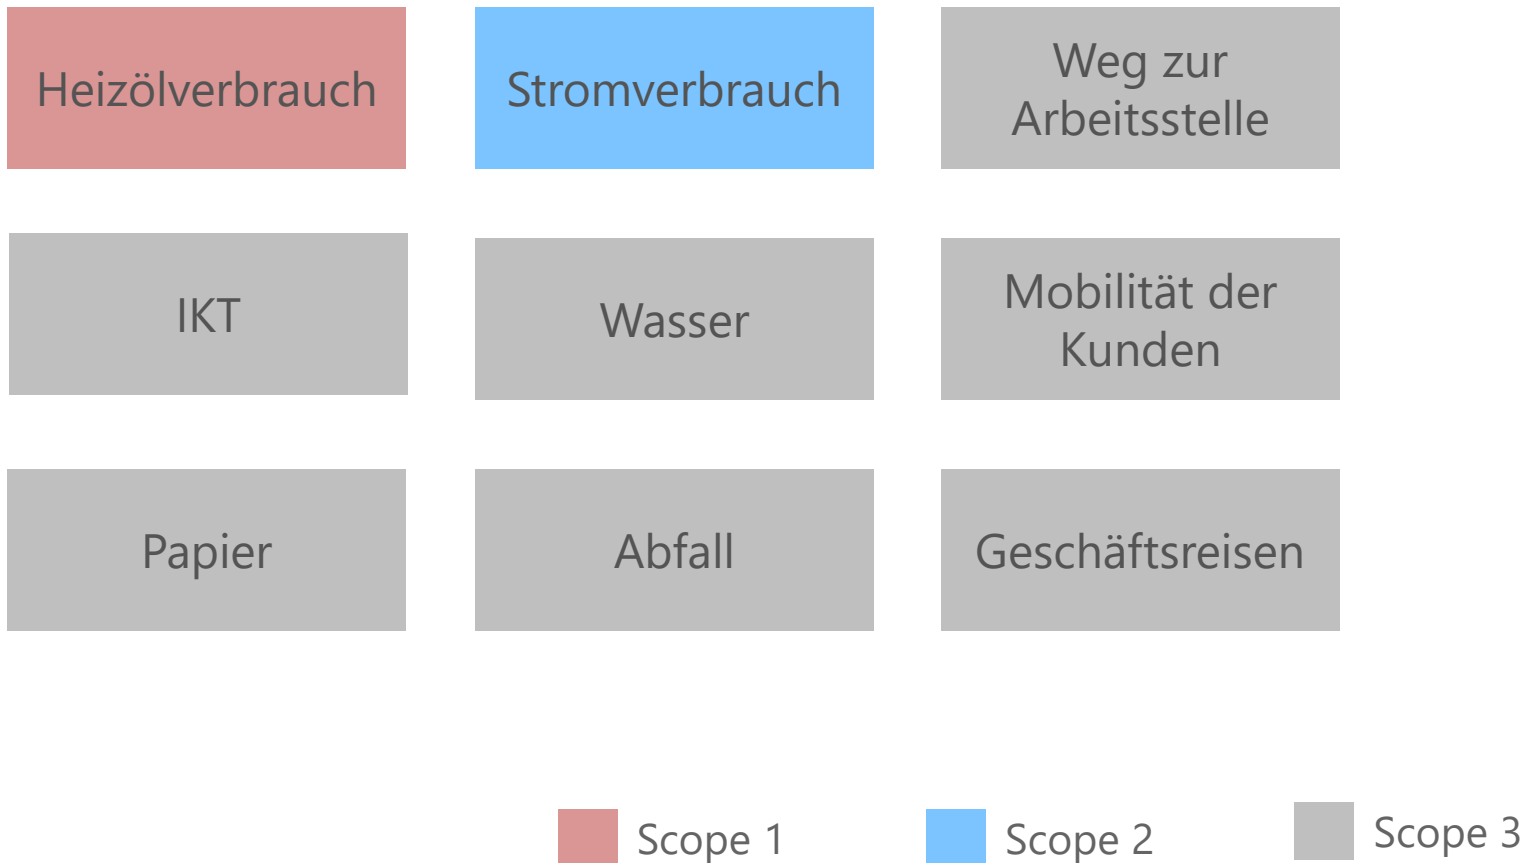 Heizölverbrauch
Stromverbrauch
Weg zur
Arbeitsstelle
IKT
Wasser
Mobilität der
Kunden
Papier
Abfall
Geschäftsreisen
Scope 1
Scope 2
Scope 3